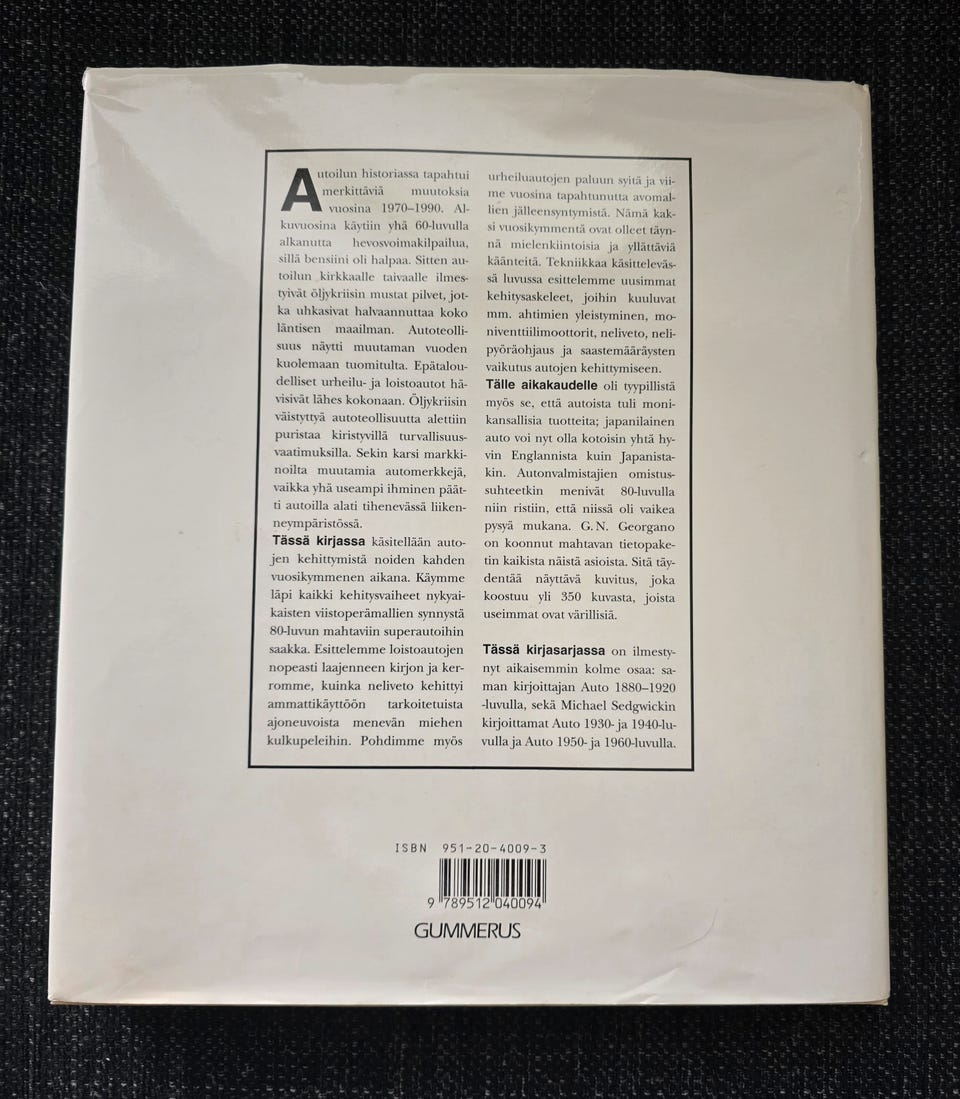 Autoilun historiassa tapahtui
merkittäviä muutoksia
vuosina 1970–1990. Al-
kuvuosina käytiin yhä 60-luvulla
alkanutta hevosvoimakilpailua,
sillä bensiini oli halpaa. Sitten au-
toilun kirkkaalle taivaalle ilmes-
tyivät öljykriisin mustat pilvet, jot-
ka uhkasivat halvaannuttaa koko
läntisen maailman. Autoteolli-
suus näytti muutaman vuoden
kuolemaan tuomitulta. Epätalou-
delliset urheilu- ja loistoautot hä-
visivät lähes kokonaan. Öljykriisin
väistyttyä autoteollisuutta alettiin
puristaa kiristyvillä turvallisuus-
vaatimuksilla. Sekin karsi markki-
noilta muutamia automerkkejä,
vaikka yhä useampi ihminen päät-
ti autoilla alati tihenevässä liiken-
neympäristössä.
Tässä kirjassa käsitellään auto-
jen kehittymistä noiden kahden
vuosikymmenen aikana. Käymme
läpi kaikki kehitysvaiheet nykyai-
kaisten viistoperämallien synnystä
80-luvun mahtaviin superautoihin
saakka. Esittelemme loistoautojen
nopeasti laajenneen kirjon ja ker-
romme, kuinka neliveto kehittyi
ammattikäyttöön tarkoitetuista
ajoneuvoista menevän miehen
kulkupeleihin. Pohdimme myös
urheiluautojen paluun syitä ja vii-
me vuosina tapahtunutta avomal-
lien jälleensyntymistä. Nämä kak-
si vuosikymmentä ovat olleet täyn-
nä mielenkiintoisia ja yllättäviä
käänteitä. Tekniikkaa käsitteleväs-
sä luvussa esittelemme uusimmat
kehitysaskeleet, joihin kuuluvat
mm. ahtimien yleistyminen, mo-
niventtiilimoottorit, neliveto, neli-
pyöräohjaus ja saastemääräysten
vaikutus autojen kehittymiseen.
Tälle aikakaudelle oli tyypillistä
myös se, että autoista tuli moni-
kansallisia tuotteita; japanilainen
auto voi nyt olla kotoisin yhtä hy-
vin Englannista kuin Japanista-
kin. Autonvalmistajien omistus-
suhteetkin menivät 80-luvulla
niin ristiin, että niissä oli vaikea
pysyä mukana. G. N. Georgano
on koonnut mahtavan tietopake-
tin kaikista näistä asioista. Sitä täy-
dentää näyttävä kuvitus, joka
koostuu yli 350 kuvasta, joista
useimmat ovat värillisiä.
Tässä kirjasarjassa on ilmesty-
nyt aikaisemmin kolme osaa: sa-
man kirjoittajan Auto 1880–1920
-luvulla, sekä Michael Sedgwickin
kirjoittamat Auto 1930- ja 1940-lu-
vulla ja Auto 1950- ja 1960-luvulla.
ISBN 951-20-4009-3
9 789512 040094
GUMMERUS